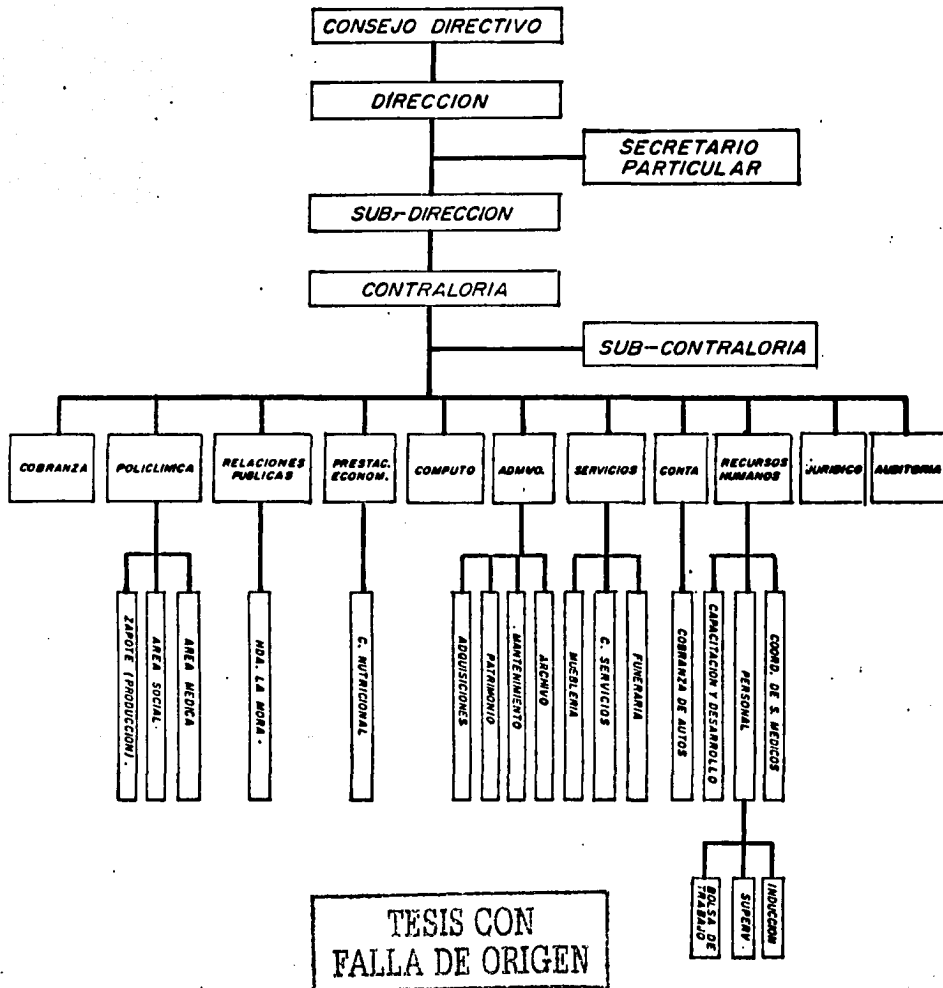 CONSEJO DIRECTIVO
DIRECCION
SECRETARIO
PARTICULAR
SUB-DIRECCION
CONTRALORIA
SUB-CONTRALORIA
COBRANZA
POLICLINICA
RELACIONES
PUBLICAS
PRESTAC.
ECONOM.
COMPUTO
ADMVO.
SERVICIOS
CONTA
RECURSOS
HUMANOS
JURIDICO
AUDITORIA
ZAPOTE (PRODUCCION).
AREA SOCIAL.
AREA MEDICA
HDA. LA MORA.
C. NUTRICIONAL
ADQUISICIONES
PATRIMONIO
MANTENIMIENTO
ARCHIVO
MUEBLERIA
C. SERVICIOS
FUNERARIA
COBRANZA DE AUTOS
CAPACITACION Y DESARROLLO
PERSONAL
COORD. DE S. MEDICOS
BOLSA DE
TRABAJO
SUPERV.
INDUCCION
TESIS CON
FALLA DE ORIGEN